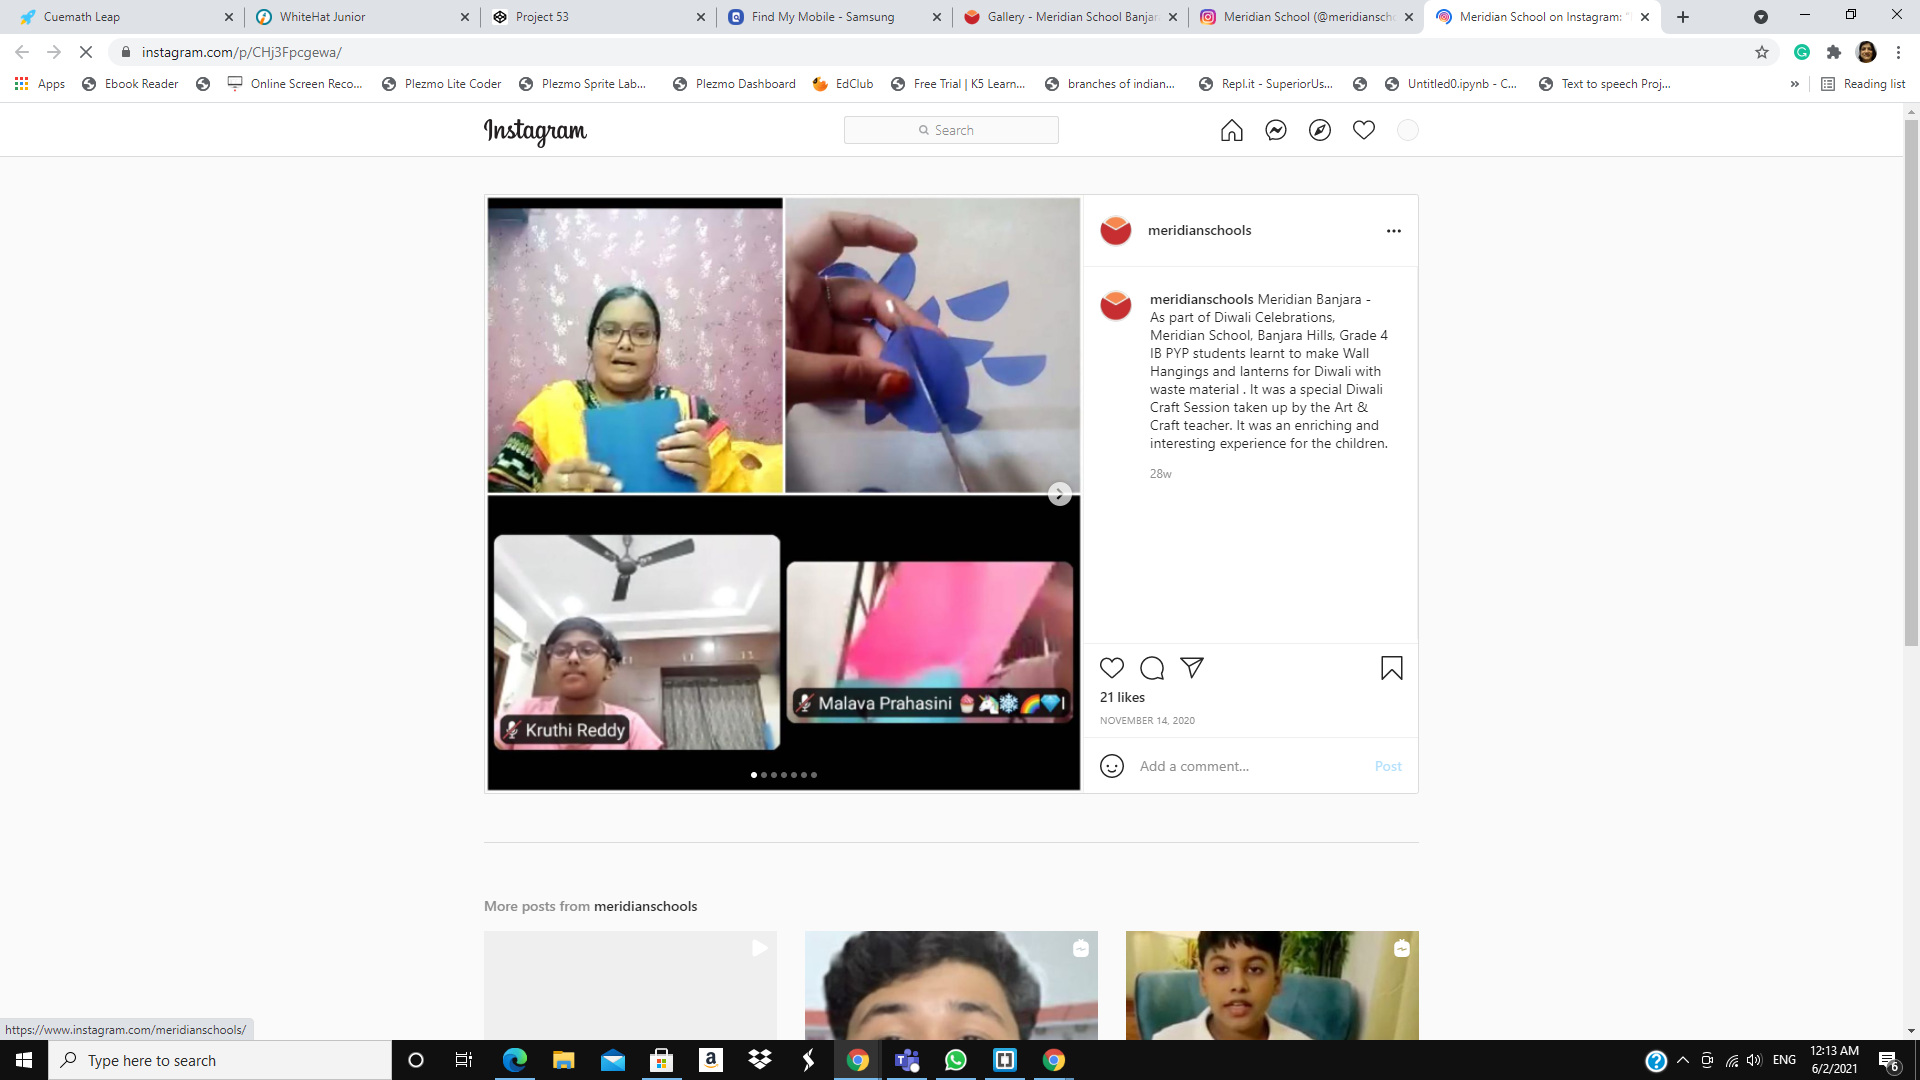 Cuemath Leap
WhiteHat Junior
Project 53
Find My Mobile - Samsung
Gallery - Meridian School Banjar
Meridian School (@meridianscho
Meridian School on Instagram: "
instagram.com/p/CHj3Fpcgewa/
Apps
Ebook Reader
Online Screen Reco...
Plezmo Lite Coder
Plezmo Sprite Lab...
Plezmo Dashboard
EdClub
Free Trial | K5 Learn...
branches of indian...
Repl.it - SuperiorUs...
Untitled0.ipynb - C...
Text to speech Proj...
»
Reading list
Instagram
Search
meridianschools
meridianschools Meridian Banjara -
As part of Diwali Celebrations,
Meridian School, Banjara Hills, Grade 4
IB PYP students learnt to make Wall
Hangings and lanterns for Diwali with
waste material . It was a special Diwali
Craft Session taken up by the Art &
Craft teacher. It was an enriching and
interesting experience for the children.
28w
Kruthi Reddy
Malava Prahasini 🧁🦄❄️🌈💎I
21 likes
NOVEMBER 14, 2020
Add a comment...
Post
More posts from meridianschools
https://www.instagram.com/meridianschools/
Type here to search
ENG
12:13 AM
6/2/2021
6